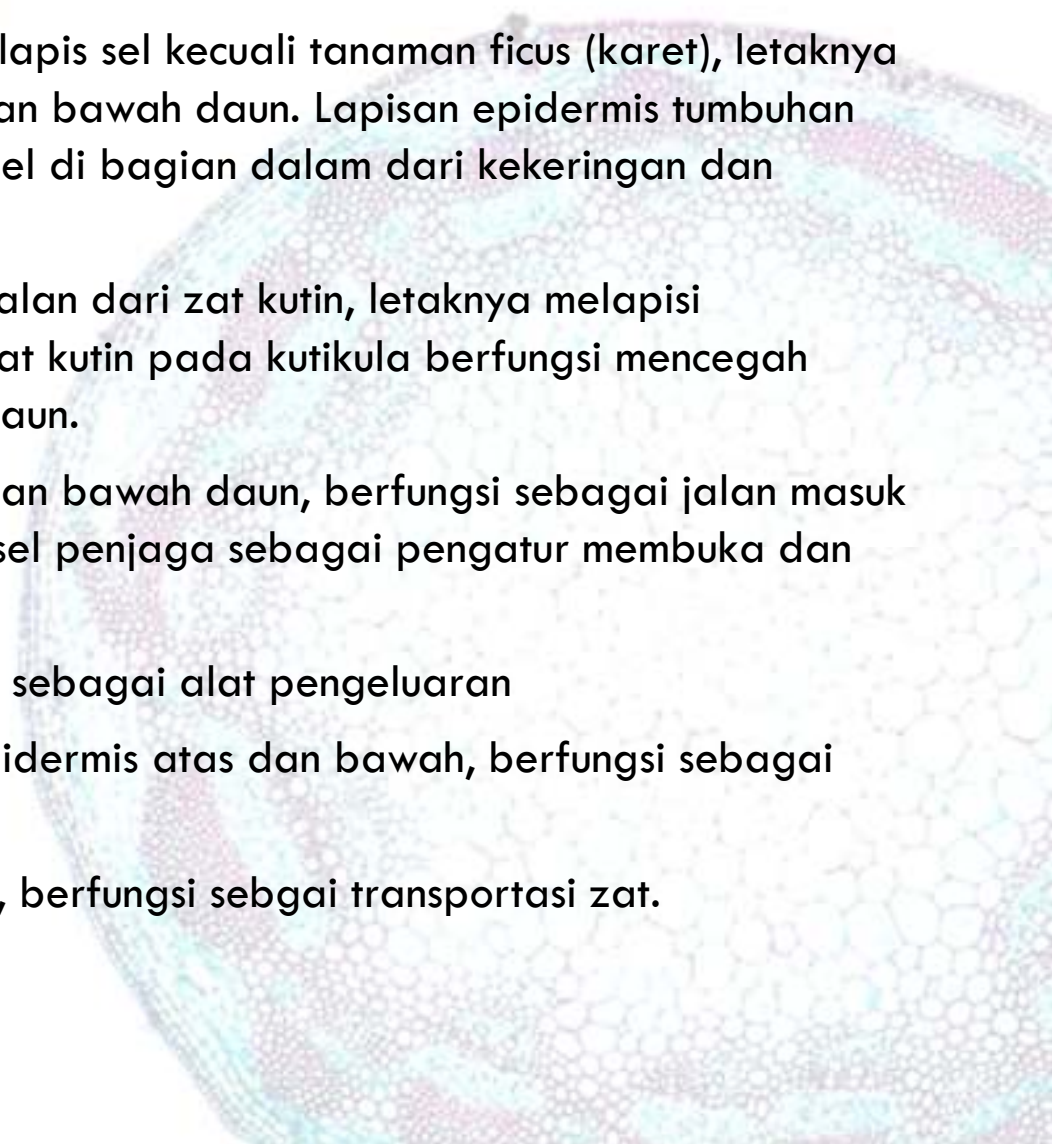 lapis sel kecuali tanaman ficus (karet), letaknya
an bawah daun. Lapisan epidermis tumbuhan
el di bagian dalam dari kekeringan dan
alan dari zat kutin, letaknya melapisi
at kutin pada kutikula berfungsi mencegah
aun.
an bawah daun, berfungsi sebagai jalan masuk
sel penjaga sebagai pengatur membuka dan
sebagai alat pengeluaran
idermis atas dan bawah, berfungsi sebagai
, berfungsi sebgai transportasi zat.